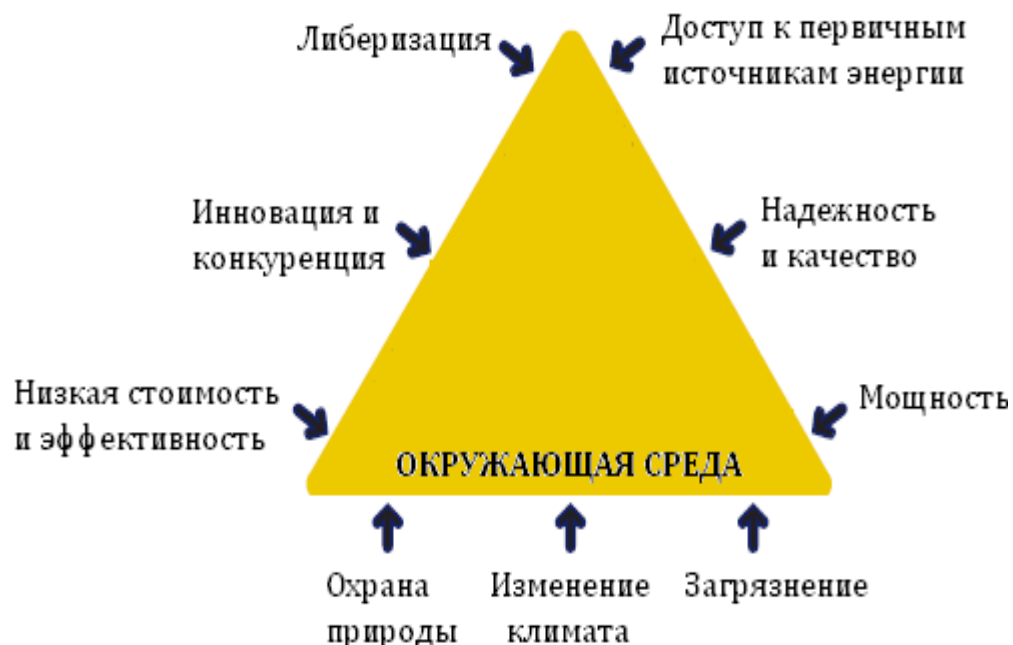 Либеризация
Доступ к первичным
источникам энергии
Инновация и
конкуренция
Надежность
и качество
Низкая стоимость
и эффективность
Мощность
ОКРУЖАЮЩАЯ СРЕДА
Охрана
природы
Изменение
климата
Загрязнение